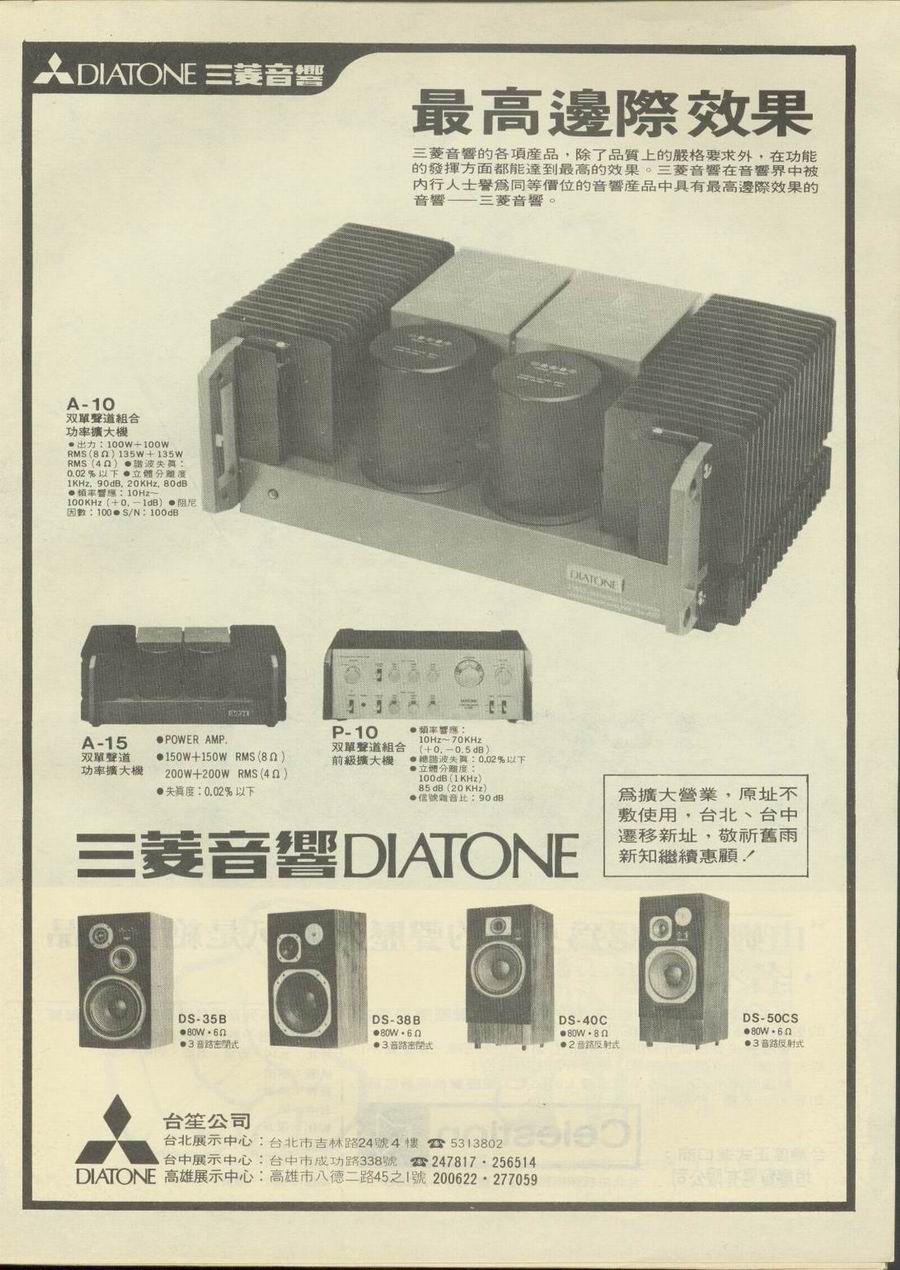 DIATONE 三菱音響
最高邊際效果
三菱音響的各項産品，除了品質上的嚴格要求外，在功能
的發揮方面都能達到最高的效果。三菱音響在音響界中被
內行人士譽爲同等價位的音響産品中具有最高邊際效果的
音響——三菱音響。
A-10
双單聲道組合
功率擴大機
●出力：100W＋100W
RMS(8Ω) 135W＋135W
RMS (4Ω) ●諧波失眞：
0.02％以下 ●立體分離度
1KHz, 90dB, 20KHz, 80dB
●頻率響應：10Hz～
100KHz (＋0, －1dB) ●阻尼
因數：100● S/N：100dB
DIATONE
A-15
双單聲道
功率擴大機
●POWER AMP.
●150W＋150W RMS(8Ω)
200W＋200W RMS(4Ω)
●失眞度：0.02％以下
P-10
双單聲道組合
前級擴大機
●頻率響應：
10Hz～70KHz
(＋0, －0.5dB)
●總諧波失眞：0.02％以下
●立體分離度：
100dB (1KHz)
85dB (20KHz)
●信號雜音比：90dB
爲擴大營業，原址不
敷使用，台北、台中
遷移新址，敬祈舊雨
新知繼續惠顧！
三菱音響DIATONE
DS-35B
●80W・6Ω
●3音路密閉式
DS-38B
●80W・6Ω
●3音路密閉式
DS-40C
●80W・8Ω
●2音路反射式
DS-50CS
●80W・6Ω
●3音路反射式
DIATONE
台笙公司
台北展示中心：台北市吉林路24號4樓 ☎ 5313802
台中展示中心：台中市成功路338號 ☎247817・256514
高雄展示中心：高雄市八德二路45之1號 200622・277059